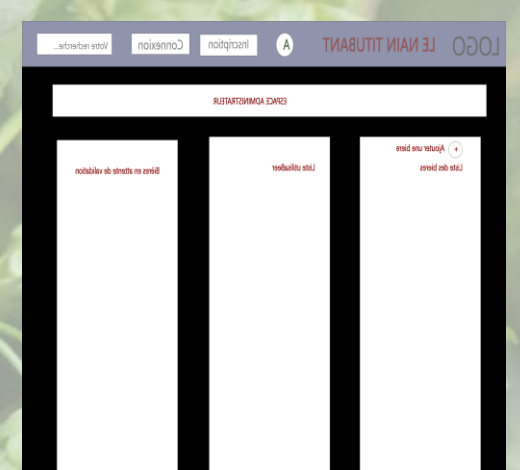 LOGO LE NAIN TITUBANT A Inscription Connexion Votre recherche...
ESPACE ADMINISTRATEUR
+ Ajouter une biere
Liste des bieres
Liste utilisateer
Bières en attente de validation